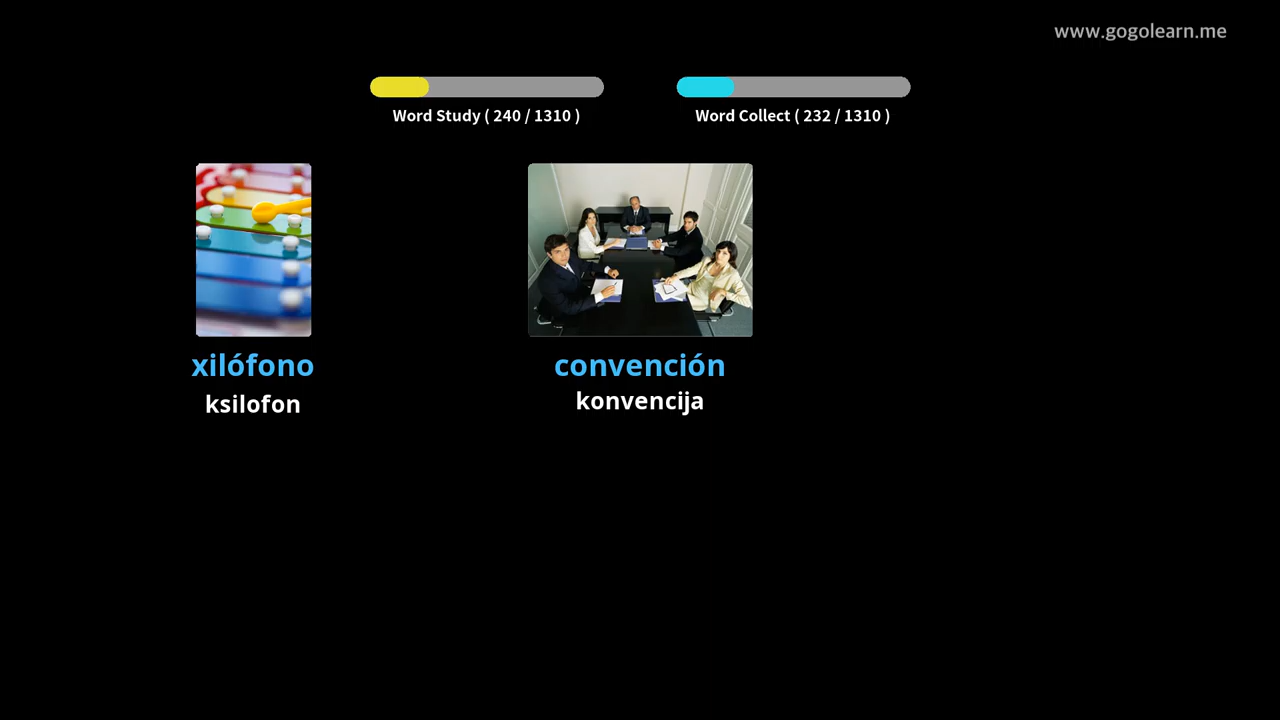 www.gogolearn.me
Word Study ( 240 / 1310 )
Word Collect ( 232 / 1310 )
xilófono
ksilofon
convención
konvencija